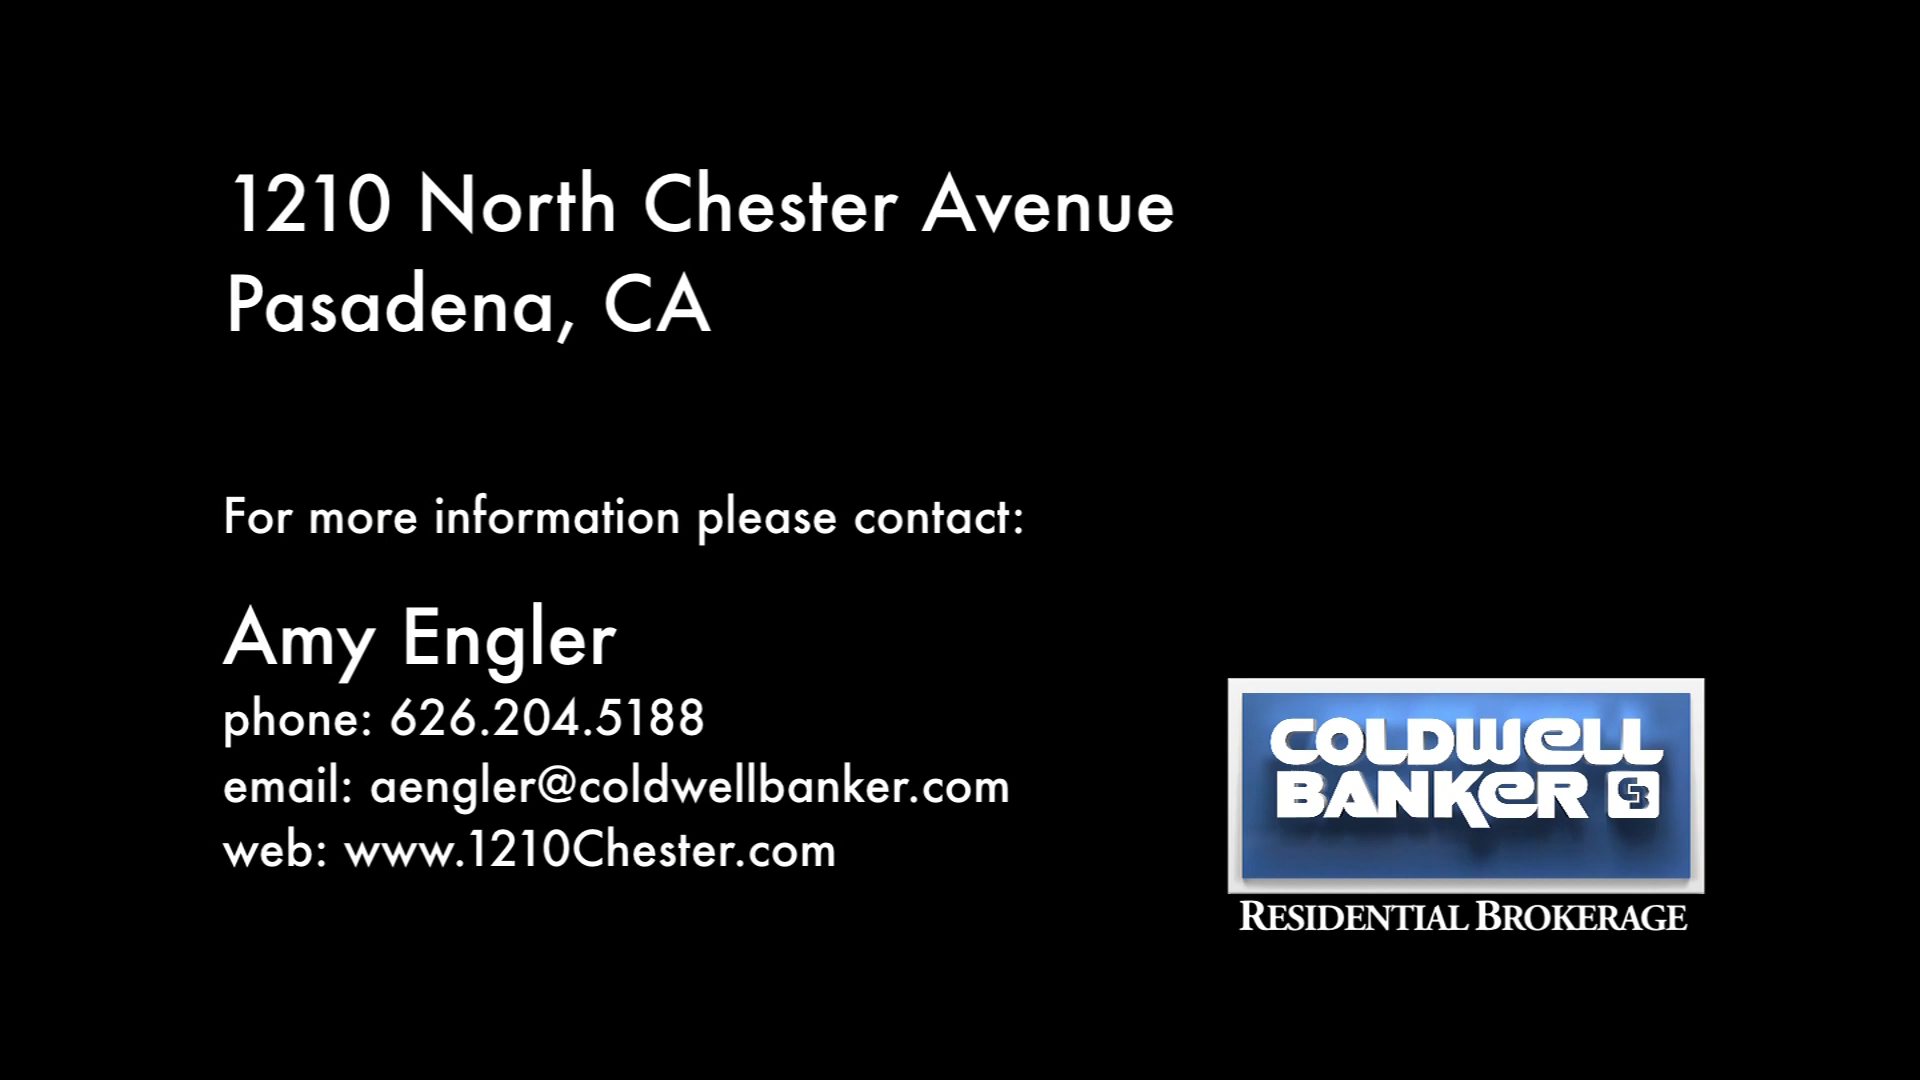 1210 North Chester Avenue
Pasadena, CA
For more information please contact:
Amy Engler
phone: 626.204.5188
email: aengler@coldwellbanker.com
web: www.1210Chester.com
COLDWELL
BANKER CB
RESIDENTIAL BROKERAGE